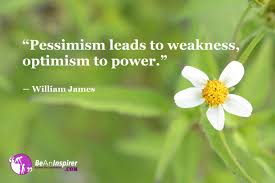 “Pessimism leads to weakness,
optimism to power.”
— William James
BeAnInspirer
.COM